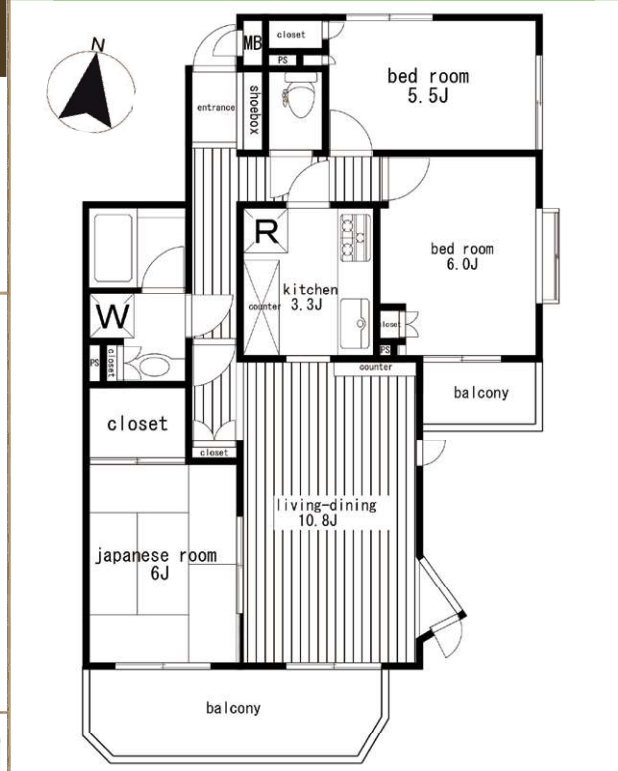 N
MB
closet
PS
bed room
5.5J
entrance
shoebox
R
kitchen
3.3J
counter
bed room
6.0J
closet
PS
W
PS
closet
counter
balcony
closet
closet
living-dining
10.8J
japanese room
6J
balcony